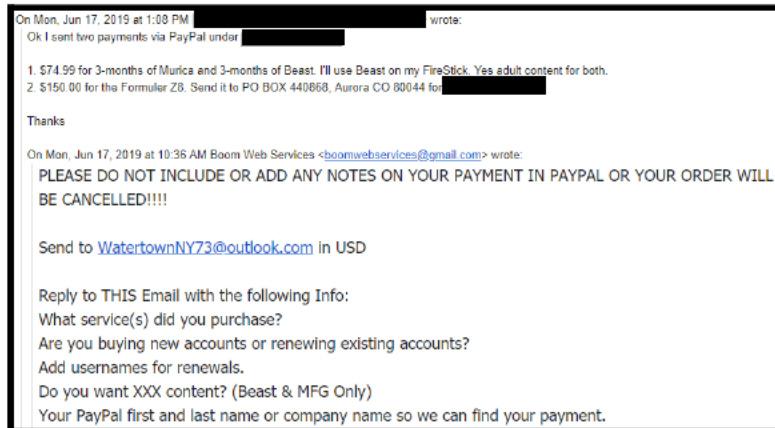 On Mon, Jun 17, 2019 at 1:08 PM wrote:
Ok I sent two payments via PayPal under
1. $74.99 for 3-months of Murica and 3-months of Beast. I'll use Beast on my FireStick. Yes adult content for both.
2. $150.00 for the Formuler Z8. Send it to PO BOX 440868, Aurora CO 80044 for
Thanks
On Mon, Jun 17, 2019 at 10:36 AM Boom Web Services <boomwebservices@gmail.com> wrote:
PLEASE DO NOT INCLUDE OR ADD ANY NOTES ON YOUR PAYMENT IN PAYPAL OR YOUR ORDER WILL
BE CANCELLED!!!!
Send to WatertownNY73@outlook.com in USD
Reply to THIS Email with the following Info:
What service(s) did you purchase?
Are you buying new accounts or renewing existing accounts?
Add usernames for renewals.
Do you want XXX content? (Beast & MFG Only)
Your PayPal first and last name or company name so we can find your payment.